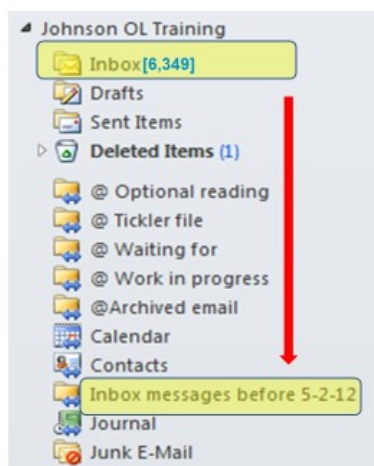 Johnson OL Training
Inbox[6,349]
Drafts
Sent Items
Deleted Items (1)
@ Optional reading
@ Tickler file
@ Waiting for
@ Work in progress
@Archived email
Calendar
Contacts
Inbox messages before 5-2-12
Journal
Junk E-Mail